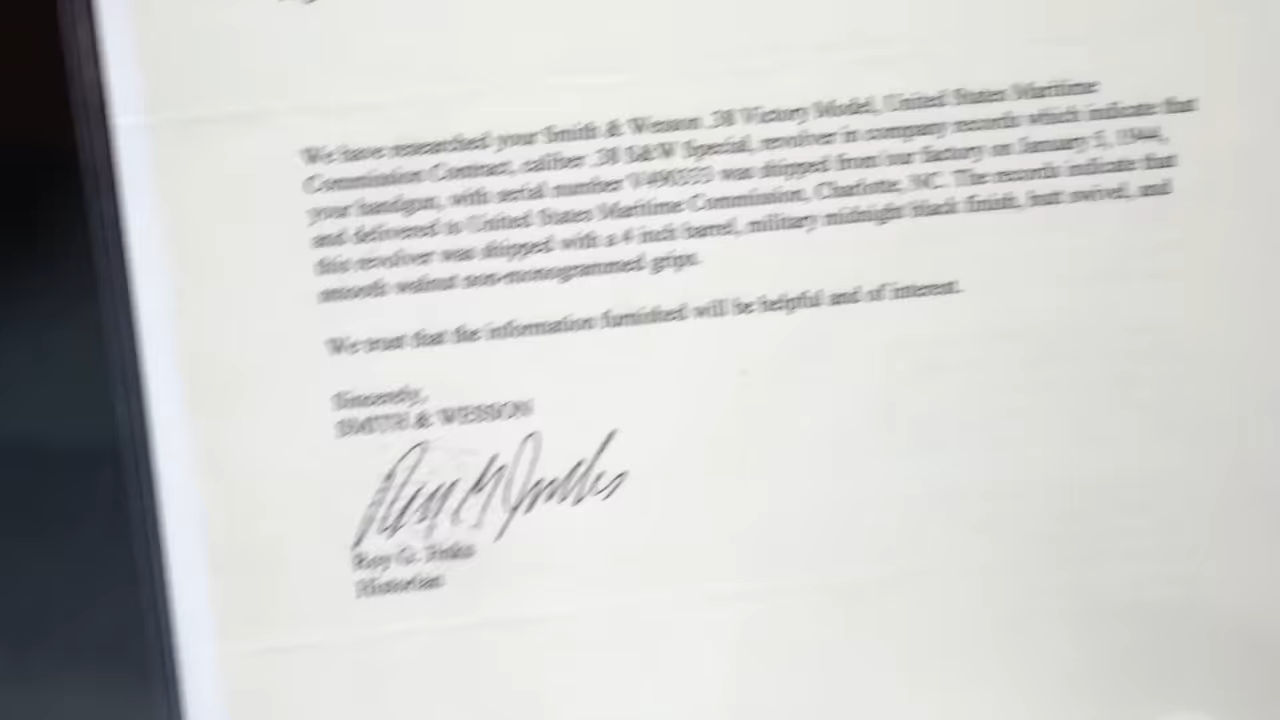 We have researched your Smith & Wesson .38 Victory Model, United States Maritime
Commission Contract, caliber .38 S&W Special, revolver in company records which indicate that
your handgun, with serial number was shipped from our factory on January 5, 1944,
and delivered to United States Maritime Commission, Charlotte, NC. The records indicate that
this revolver was shipped with a 4 inch barrel, military midnight black finish, butt swivel, and
smooth walnut non-monogrammed grips.
We trust that the information furnished will be helpful and of interest.
Sincerely,
SMITH & WESSON
Roy G.
Historian